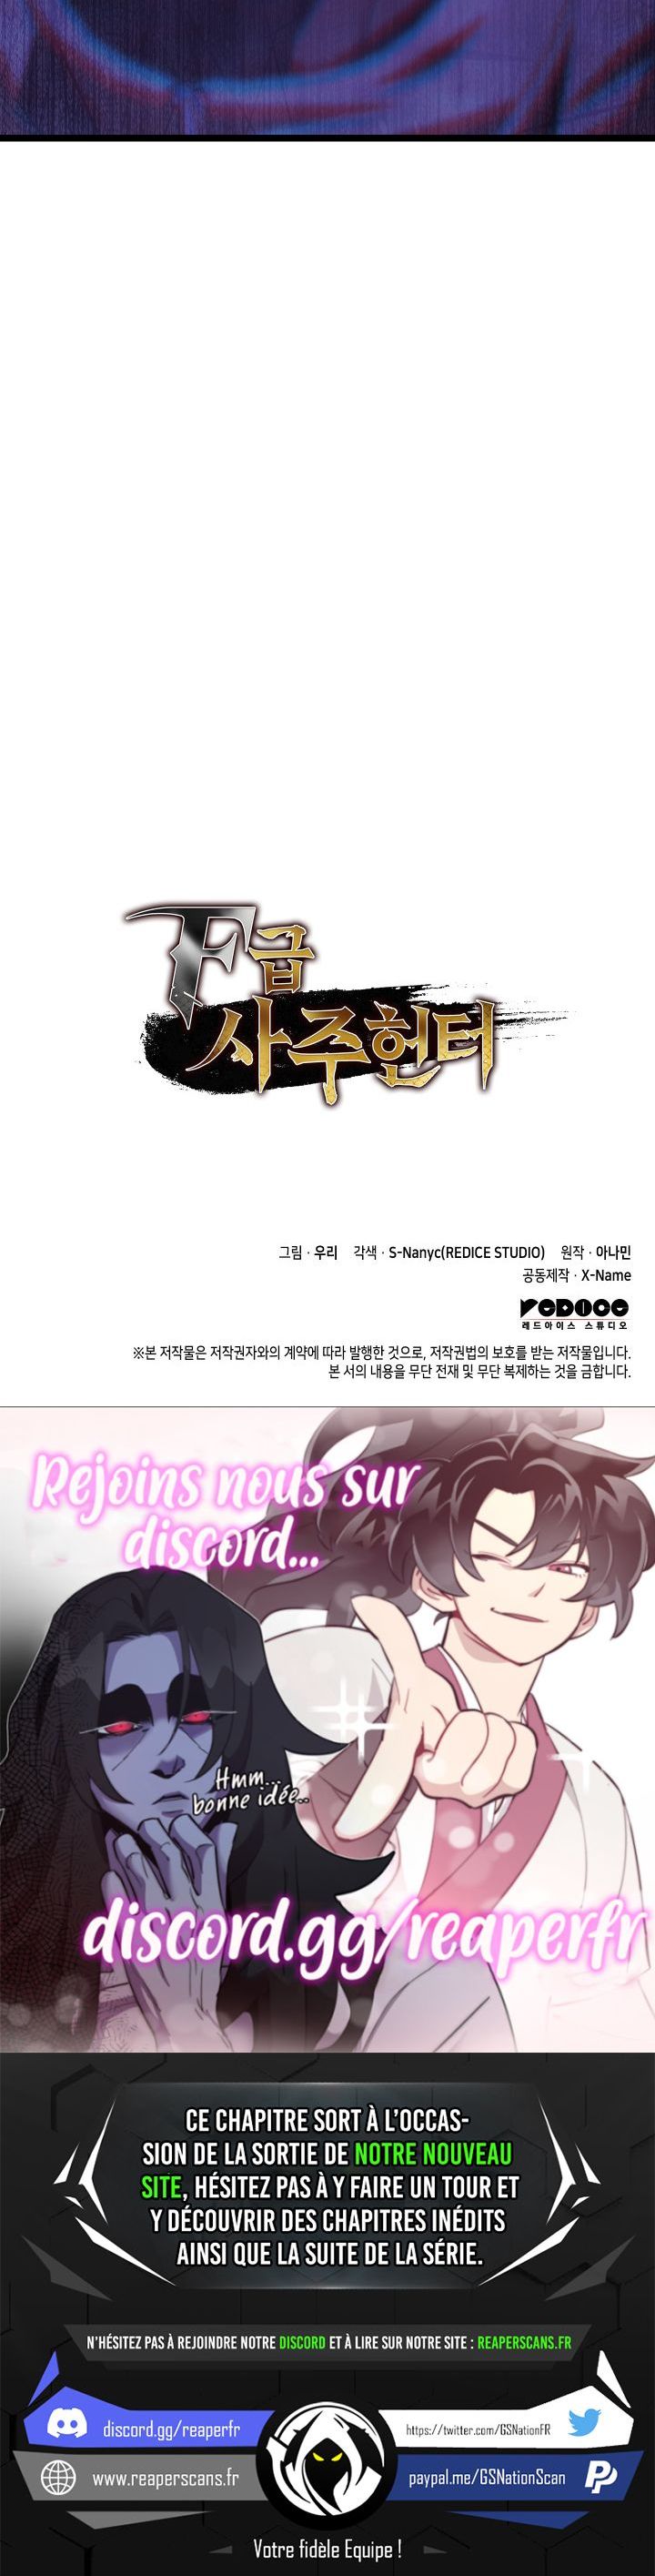 F급
사주헌터
그림 · 우리 각색 · S-Nanyc(REDICE STUDIO) 원작 · 아나민
공동제작 · X-Name
REDICE
레드아이스 스튜디오
※본 저작물은 저작권자와의 계약에 따라 발행한 것으로, 저작권법의 보호를 받는 저작물입니다.
본 서의 내용을 무단 전재 및 무단 복제하는 것을 금합니다.
Rejoins nous sur
discord...
Hmm...
bonne idée..
discord.gg/reaperfr
CE CHAPITRE SORT À L'OCCAS-
SION DE LA SORTIE DE NOTRE NOUVEAU
SITE, HÉSITEZ PAS À Y FAIRE UN TOUR ET
Y DÉCOUVRIR DES CHAPITRES INÉDITS
AINSI QUE LA SUITE DE LA SÉRIE.
N'HÉSITEZ PAS À REJOINDRE NOTRE DISCORD ET À LIRE SUR NOTRE SITE : REAPERSCANS.FR
discord.gg/reaperfr
https://twitter.com/GSNationFR
www.reaperscans.fr
paypal.me/GSNationScan
Votre fidèle Equipe !